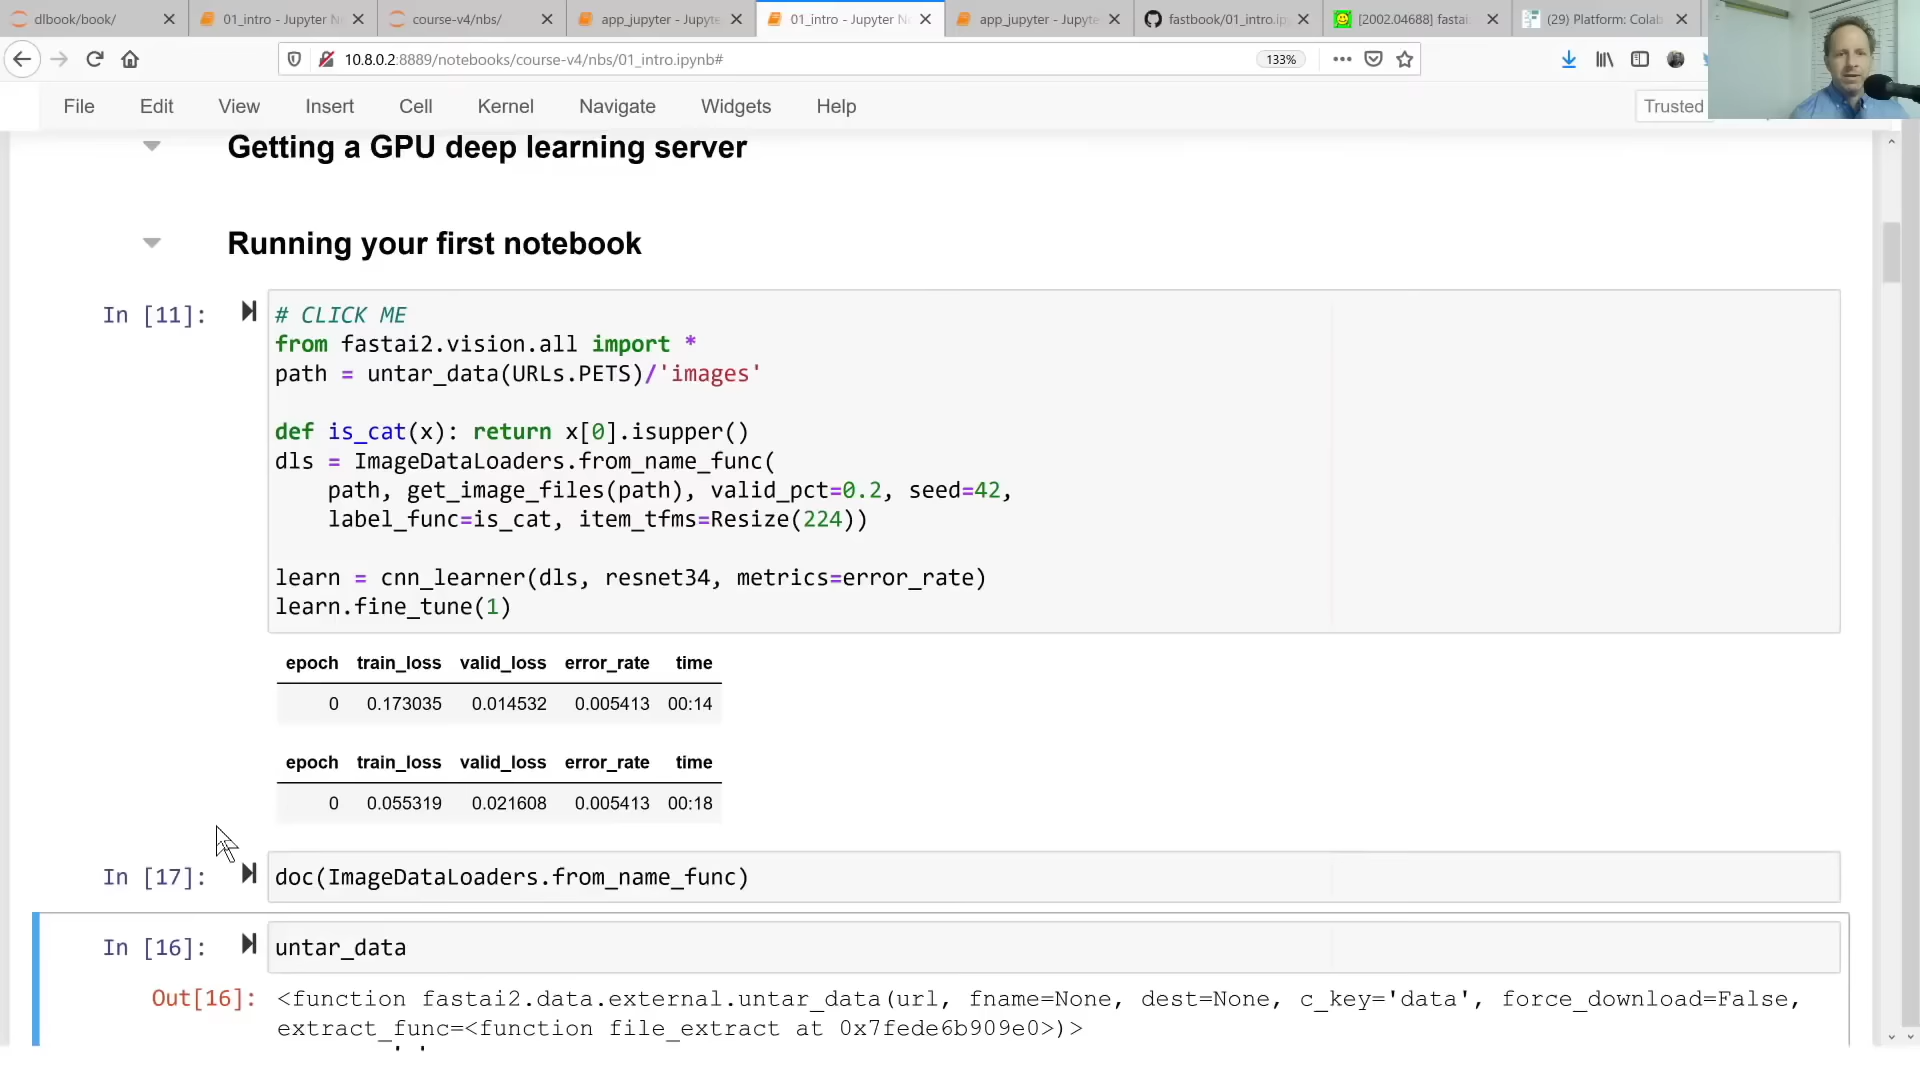 dlbook/book/
01_intro - Jupyter N
course-v4/nbs/
app_jupyter - Jupyte
01_intro - Jupyter N
app_jupyter - Jupyte
fastbook/01_intro.ip
[2002.04688] fastai
(29) Platform: Colab
10.8.0.2:8889/notebooks/course-v4/nbs/01_intro.ipynb#
133%
File Edit View Insert Cell Kernel Navigate Widgets Help
Trusted
Getting a GPU deep learning server
Running your first notebook
In [11]:
# CLICK ME
from fastai2.vision.all import *
path = untar_data(URLs.PETS)/'images'
def is_cat(x): return x[0].isupper()
dls = ImageDataLoaders.from_name_func(
path, get_image_files(path), valid_pct=0.2, seed=42,
label_func=is_cat, item_tfms=Resize(224))
learn = cnn_learner(dls, resnet34, metrics=error_rate)
learn.fine_tune(1)
epoch train_loss valid_loss error_rate time
0 0.173035 0.014532 0.005413 00:14
epoch train_loss valid_loss error_rate time
0 0.055319 0.021608 0.005413 00:18
In [17]: doc(ImageDataLoaders.from_name_func)
In [16]: untar_data
Out[16]: <function fastai2.data.external.untar_data(url, fname=None, dest=None, c_key='data', force_download=False,
extract_func=<function file_extract at 0x7fede6b909e0>)>